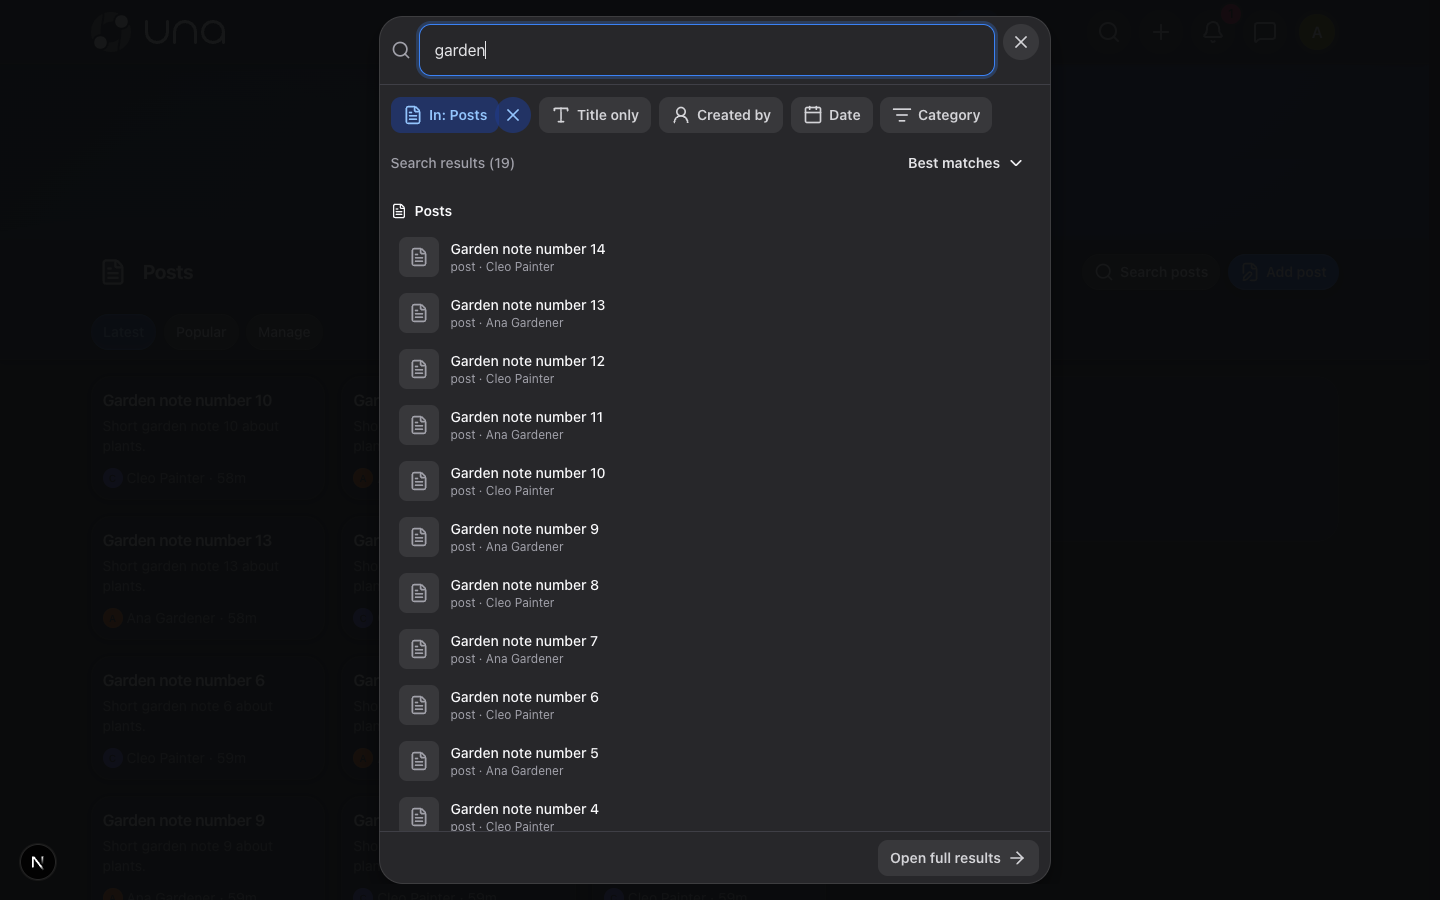 una
A
garden
In: Posts
Title only
Created by
Date
Category
Search results (19)
Best matches
Posts
Garden note number 14
post · Cleo Painter
Garden note number 13
post · Ana Gardener
Garden note number 12
post · Cleo Painter
Garden note number 11
post · Ana Gardener
Garden note number 10
post · Cleo Painter
Garden note number 9
post · Ana Gardener
Garden note number 8
post · Cleo Painter
Garden note number 7
post · Ana Gardener
Garden note number 6
post · Cleo Painter
Garden note number 5
post · Ana Gardener
Garden note number 4
post · Cleo Painter
Open full results
Posts
Search posts
Add post
Latest
Popular
Manage
Garden note number 10
Short garden note 10 about
plants.
Cleo Painter · 58m
Garden note number 13
Short garden note 13 about
plants.
Ana Gardener · 58m
Garden note number 6
Short garden note 6 about
plants.
Cleo Painter · 59m
Garden note number 9
Short garden note 9 about
plants.
N